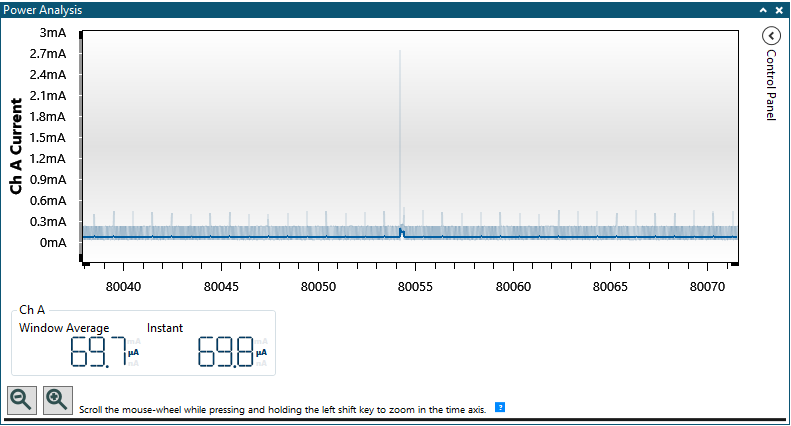 Power Analysis
3mA
2.7mA
2.4mA
2.1mA
1.8mA
1.5mA
1.2mA
0.9mA
0.6mA
0.3mA
0mA
Ch A Current
Control Panel
80040 80045 80050 80055 80060 80065 80070
Ch A
Window Average Instant
mA mA
69.7 µA 69.8 µA
nA nA
Scroll the mouse-wheel while pressing and holding the left shift key to zoom in the time axis. ?